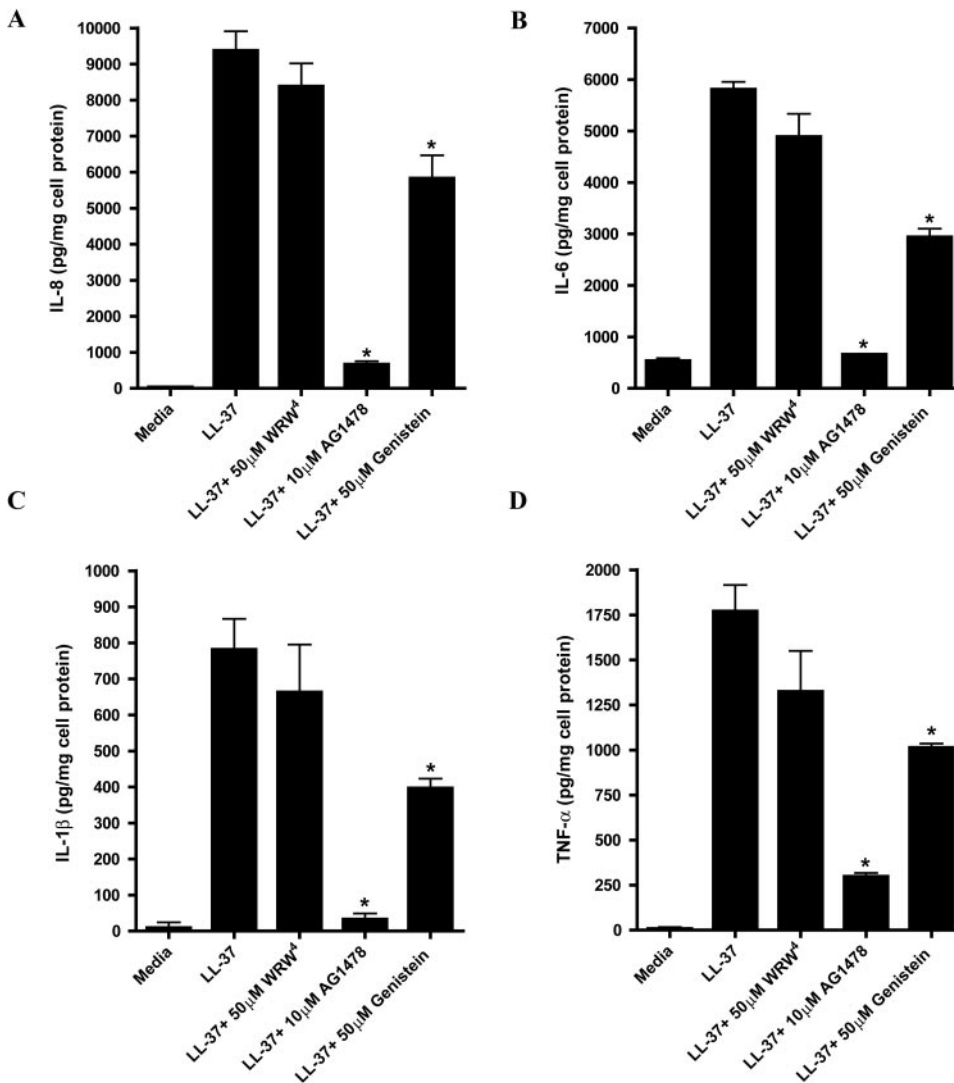 A
IL-8 (pg/mg cell protein)
10000
9000
8000
7000
6000
5000
4000
3000
2000
1000
0
*
*
Media
LL-37
LL-37+ 50μM WRW⁴
LL-37+ 10μM AG1478
LL-37+ 50μM Genistein
B
IL-6 (pg/mg cell protein)
7000
6000
5000
4000
3000
2000
1000
0
*
*
Media
LL-37
LL-37+ 50μM WRW⁴
LL-37+ 10μM AG1478
LL-37+ 50μM Genistein
C
IL-1β (pg/mg cell protein)
1000
900
800
700
600
500
400
300
200
100
0
*
*
Media
LL-37
LL-37+ 50μM WRW⁴
LL-37+ 10μM AG1478
LL-37+ 50μM Genistein
D
TNF-α (pg/mg cell protein)
2000
1750
1500
1250
1000
750
500
250
0
*
*
Media
LL-37
LL-37+ 50μM WRW⁴
LL-37+ 10μM AG1478
LL-37+ 50μM Genistein